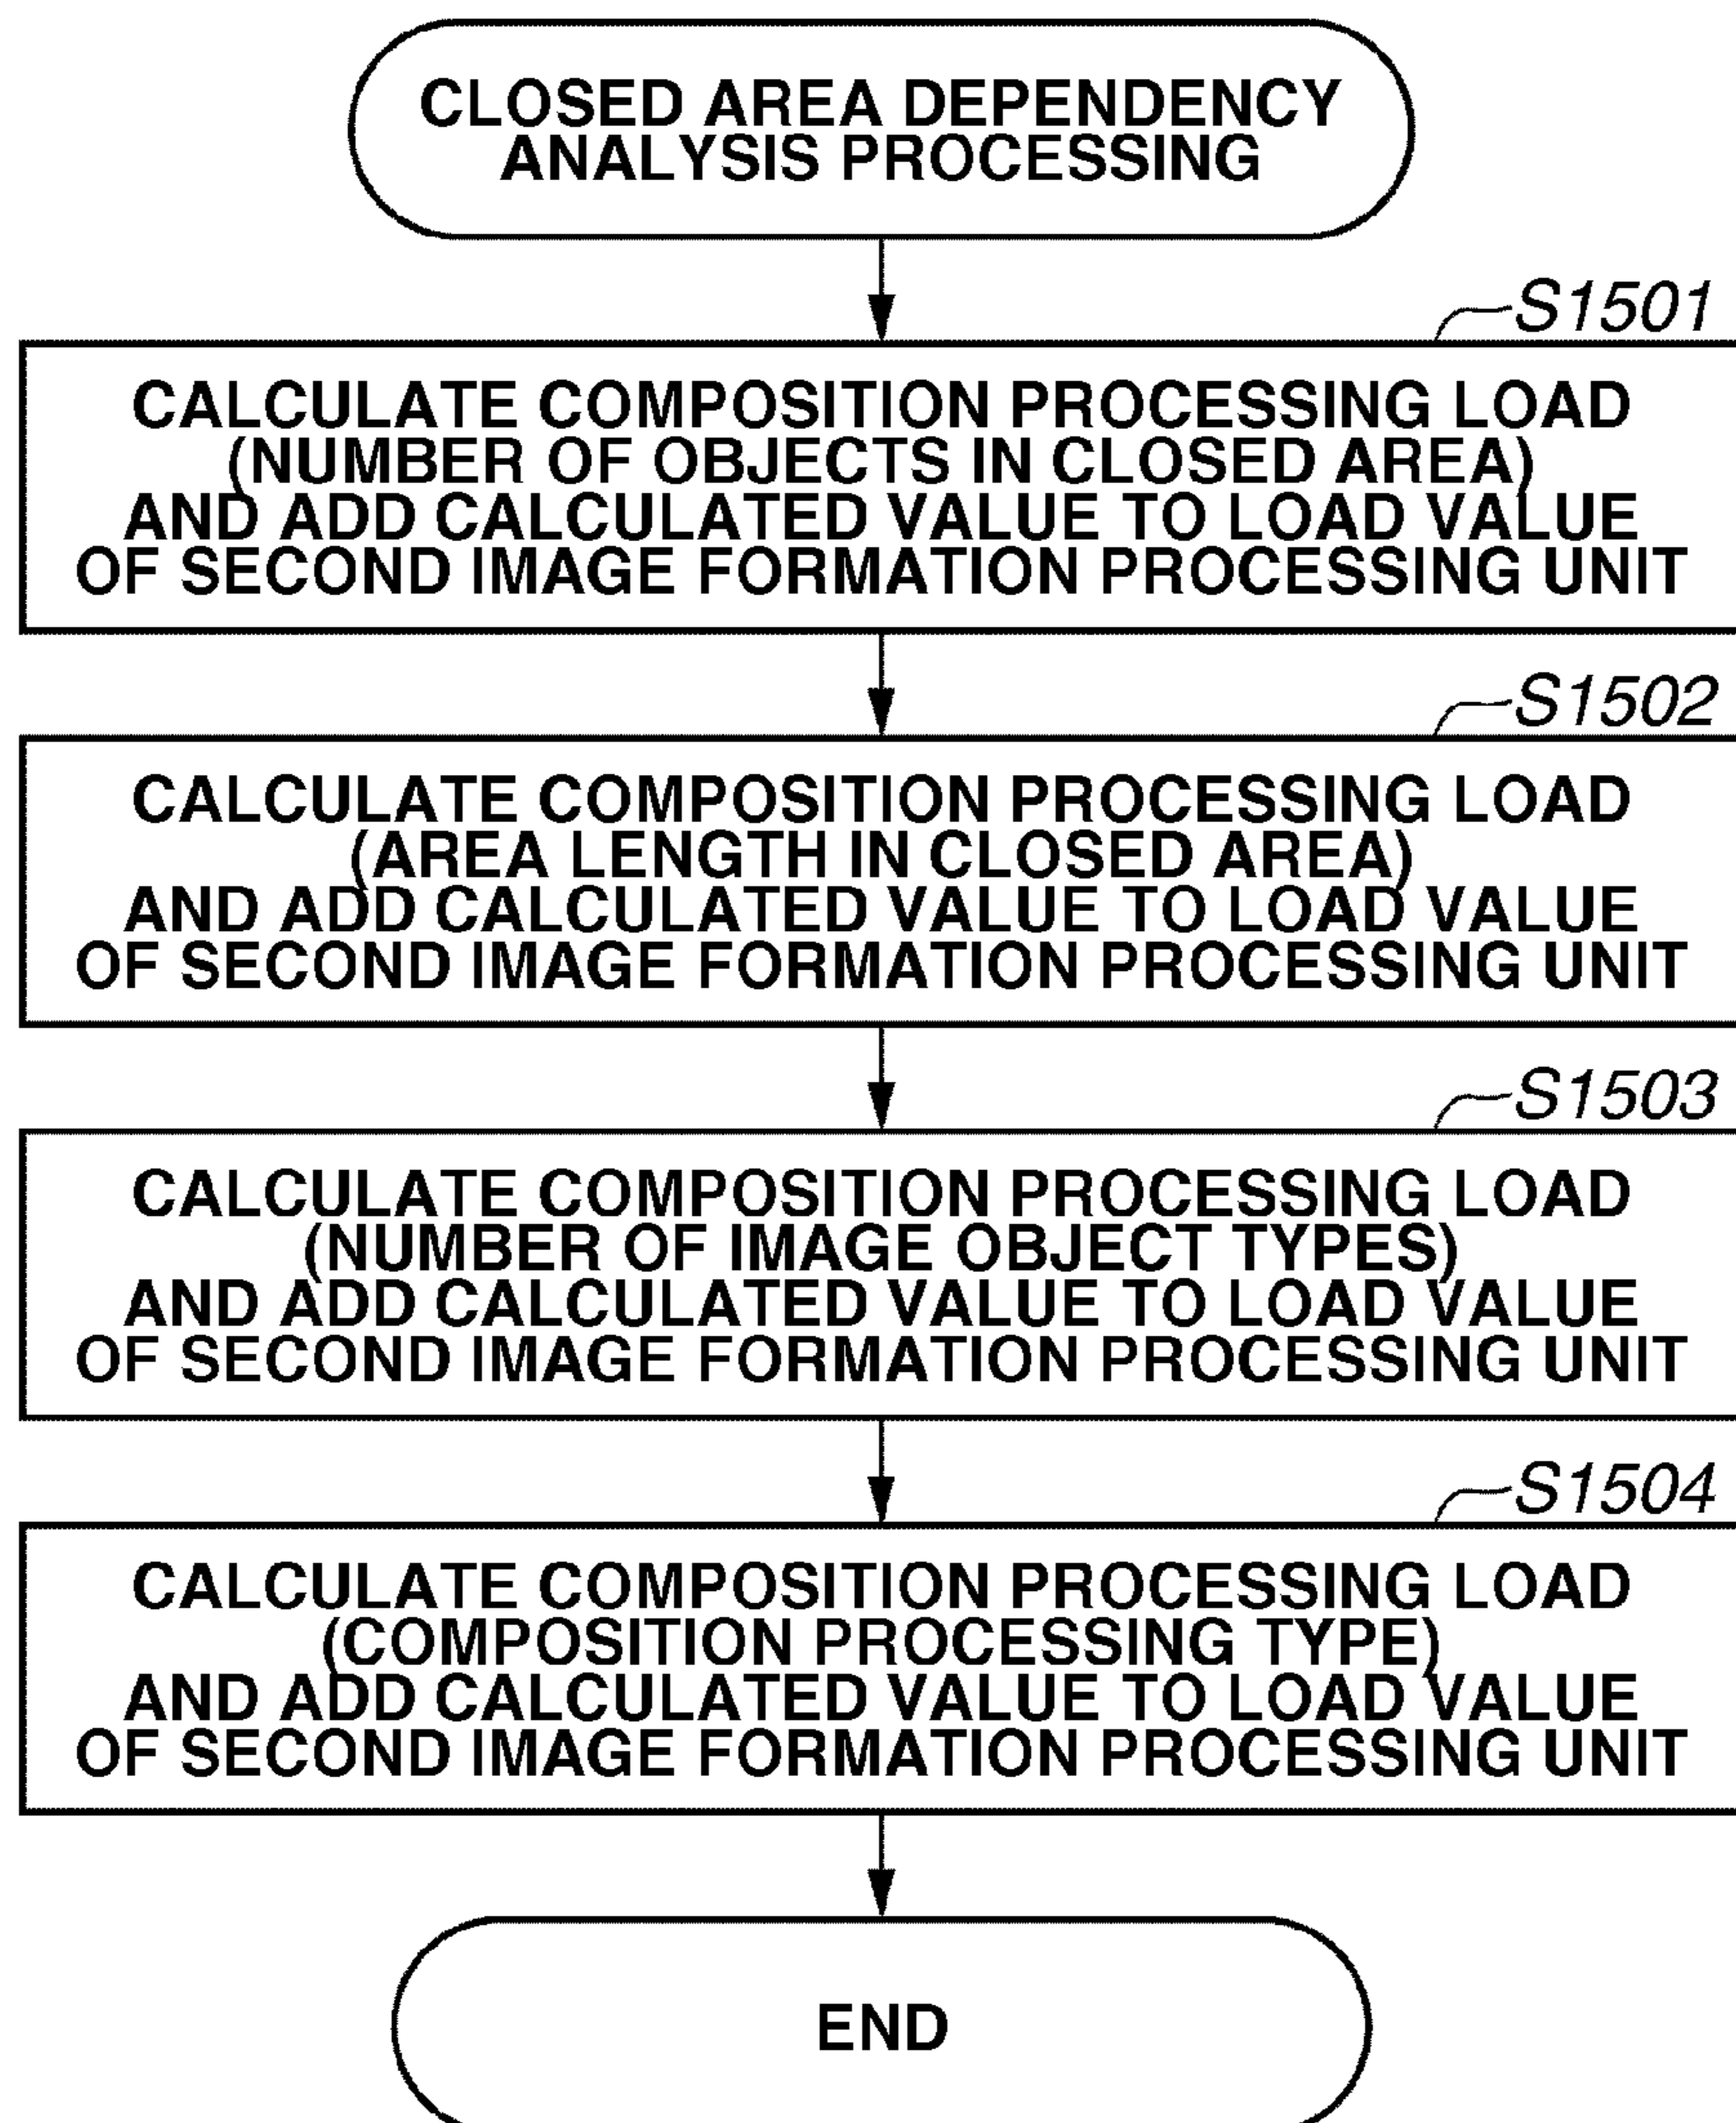 CLOSED AREA DEPENDENCY
ANALYSIS PROCESSING
S1501
CALCULATE COMPOSITION PROCESSING LOAD
(NUMBER OF OBJECTS IN CLOSED AREA)
AND ADD CALCULATED VALUE TO LOAD VALUE
OF SECOND IMAGE FORMATION PROCESSING UNIT
S1502
CALCULATE COMPOSITION PROCESSING LOAD
(AREA LENGTH IN CLOSED AREA)
AND ADD CALCULATED VALUE TO LOAD VALUE
OF SECOND IMAGE FORMATION PROCESSING UNIT
S1503
CALCULATE COMPOSITION PROCESSING LOAD
(NUMBER OF IMAGE OBJECT TYPES)
AND ADD CALCULATED VALUE TO LOAD VALUE
OF SECOND IMAGE FORMATION PROCESSING UNIT
S1504
CALCULATE COMPOSITION PROCESSING LOAD
(COMPOSITION PROCESSING TYPE)
AND ADD CALCULATED VALUE TO LOAD VALUE
OF SECOND IMAGE FORMATION PROCESSING UNIT
END